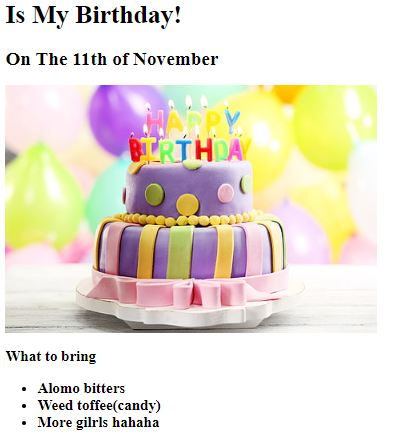 Is My Birthday!
On The 11th of November
HAPPY
BIRTHDAY
What to bring
Alomo bitters
Weed toffee(candy)
More gilrls hahaha